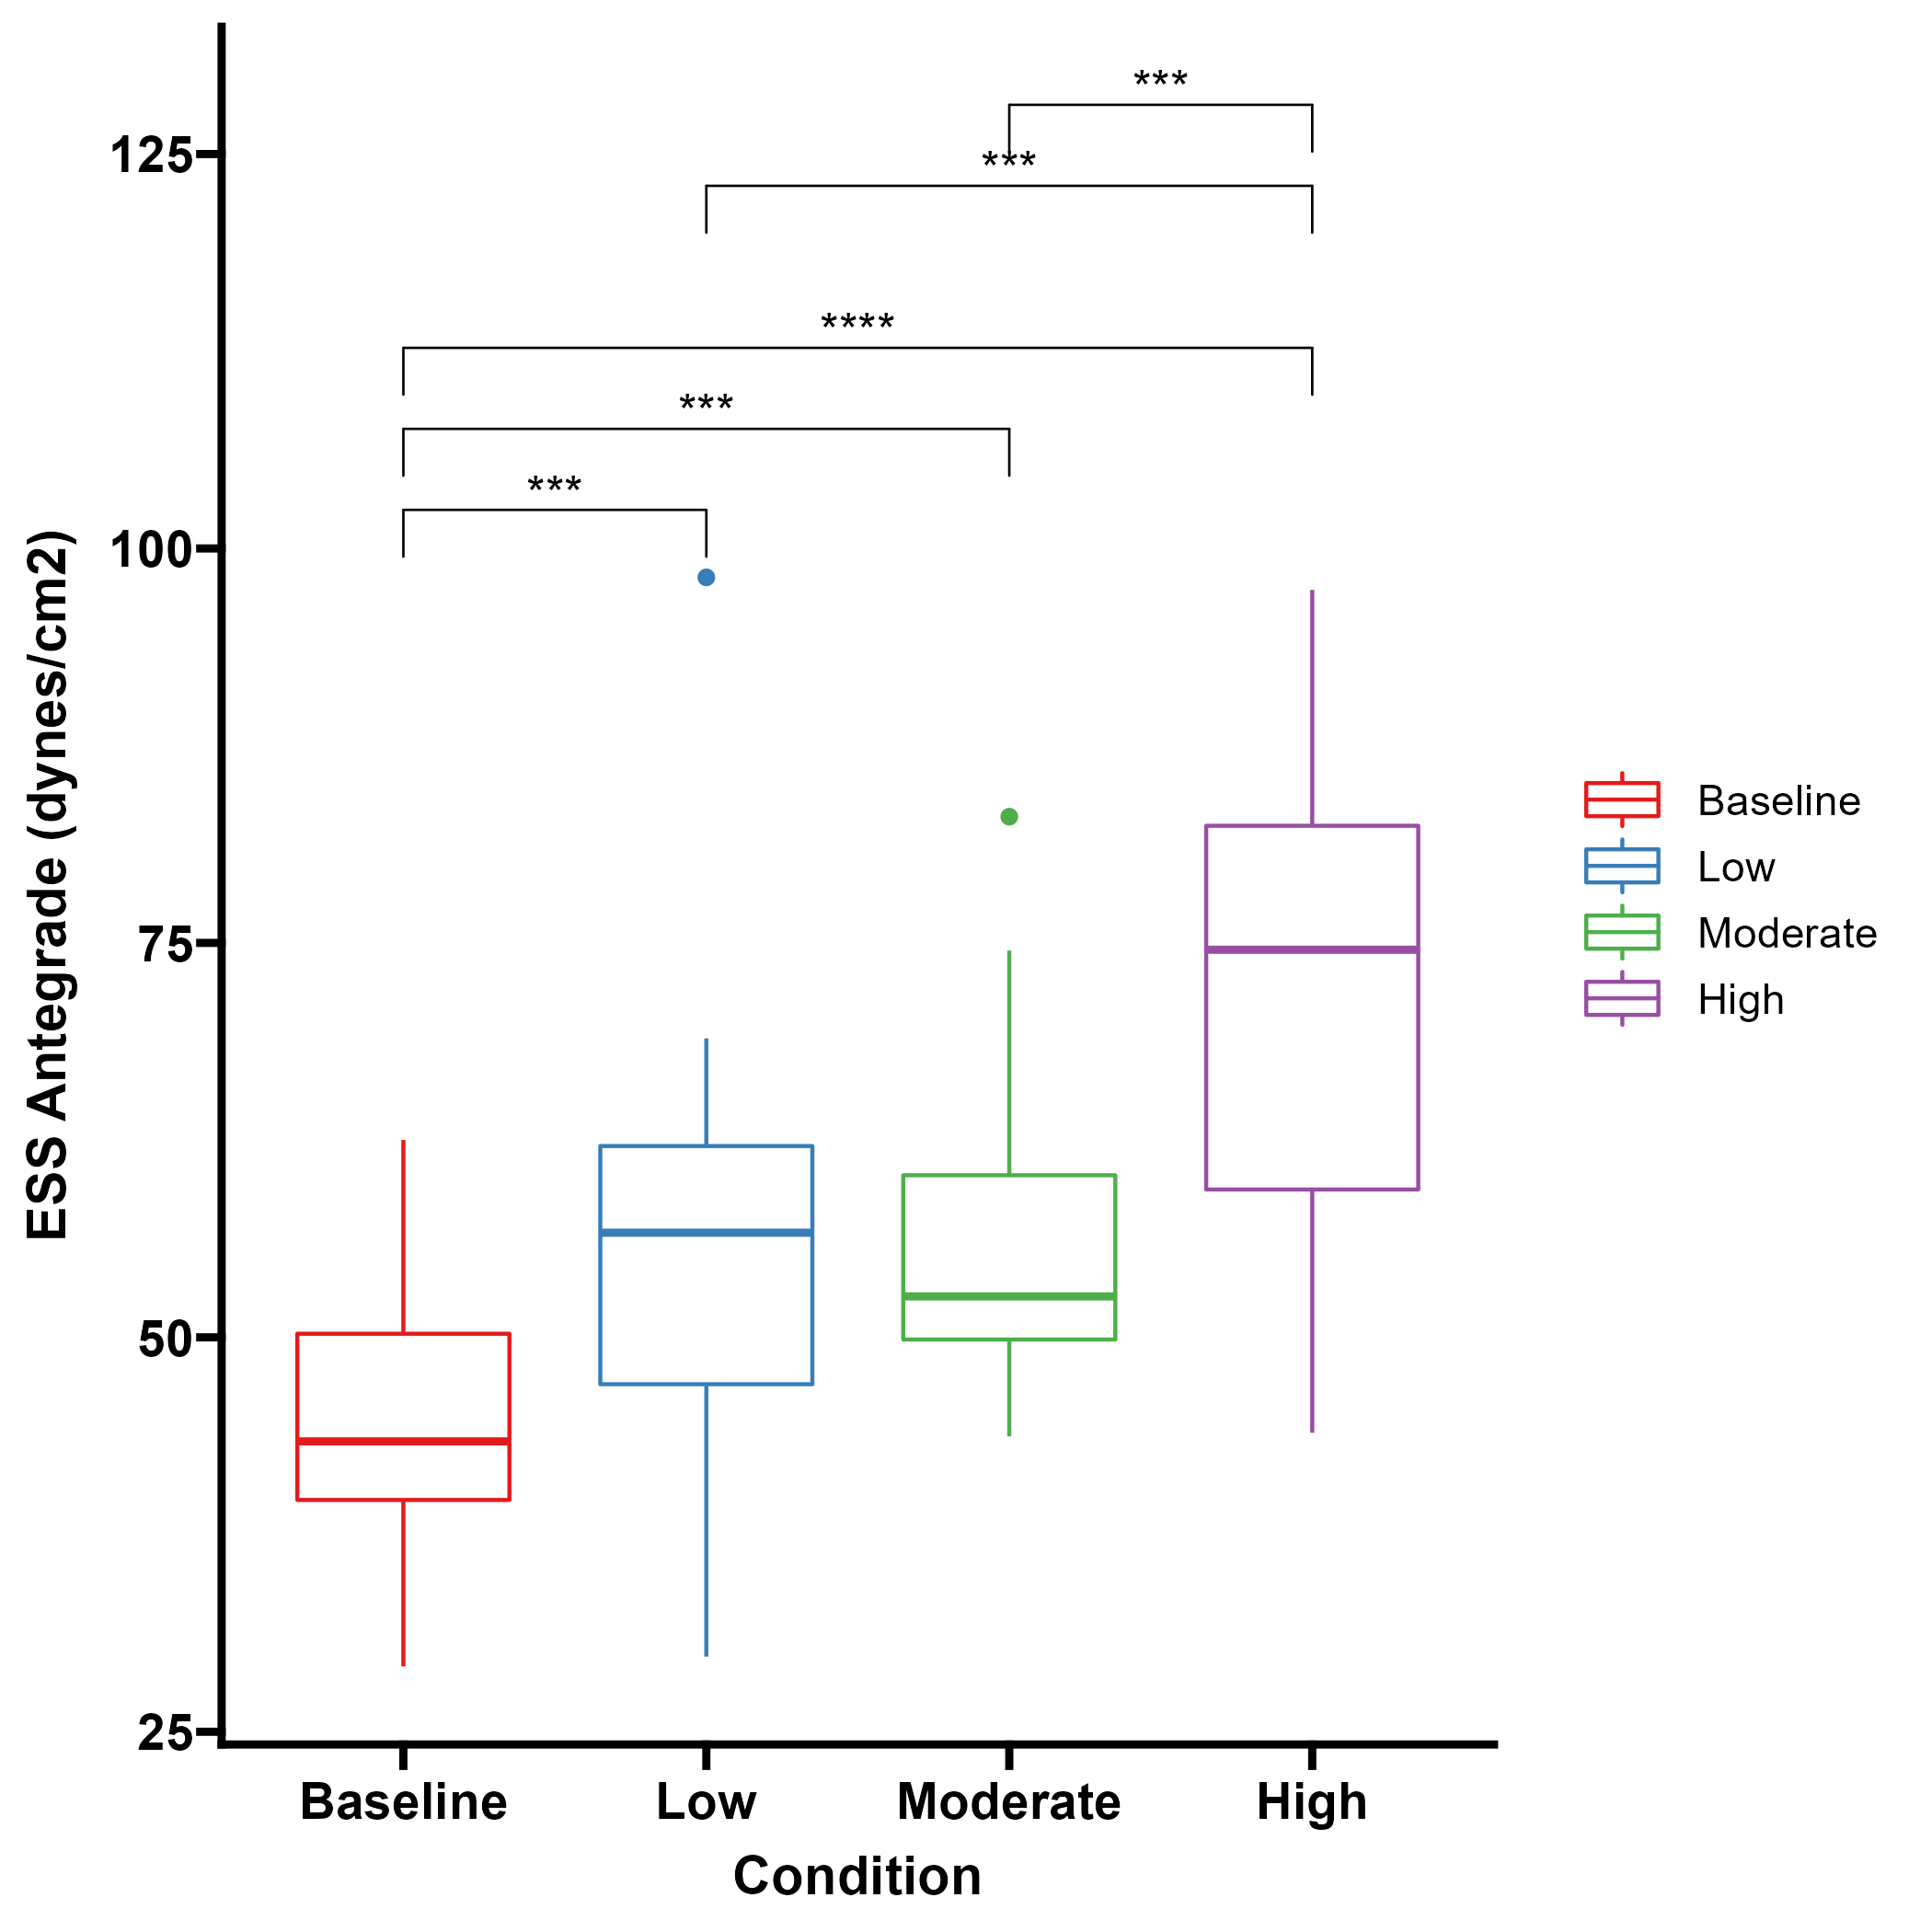 ***
***
****
***
***
125
100
75
50
25
ESS Antegrade (dynes/cm2)
Baseline
Low
Moderate
High
Condition
Baseline
Low
Moderate
High